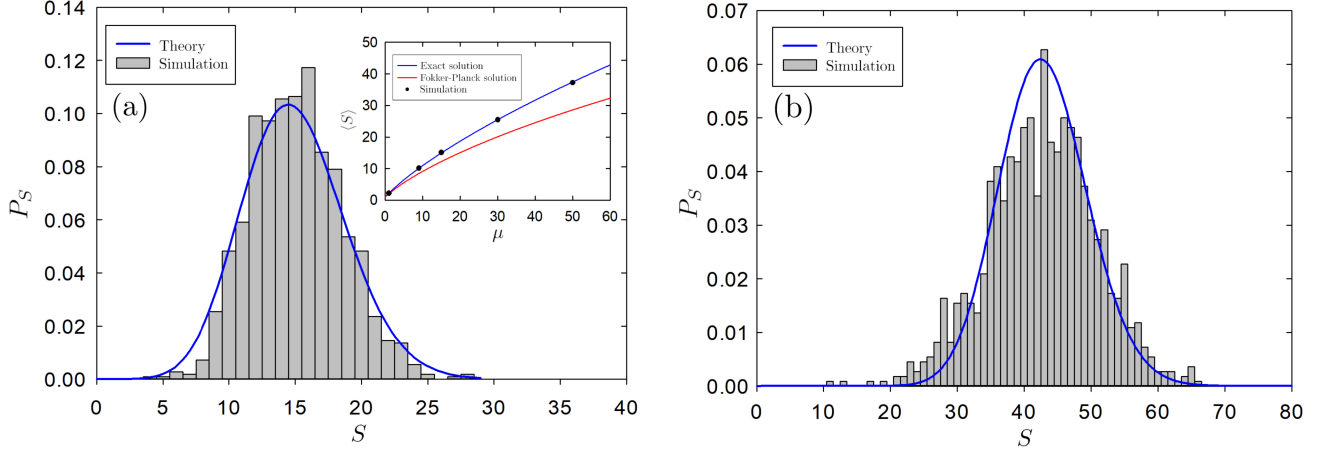 0.14
0.12
0.10
0.08
0.06
0.04
0.02
0.00
P_S
0 5 10 15 20 25 30 35 40
S
Theory
Simulation
(a)
50
40
30
20
10
0
⟨S⟩
0 10 20 30 40 50 60
μ
Exact solution
Fokker-Planck solution
Simulation
0.07
0.06
0.05
0.04
0.03
0.02
0.01
0.00
P_S
0 10 20 30 40 50 60 70 80
S
Theory
Simulation
(b)